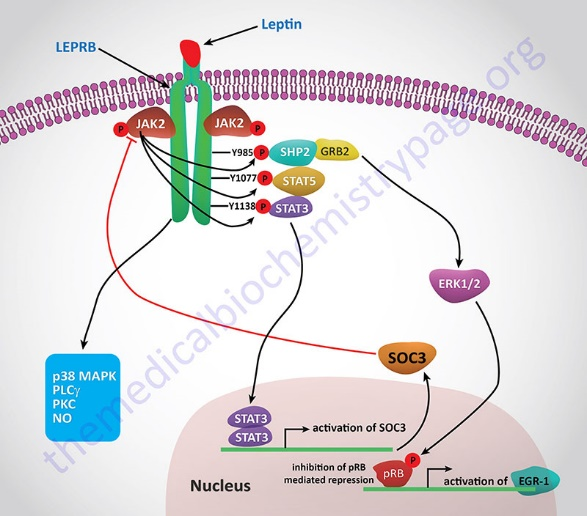 Leptin
LEPRB
JAK2
JAK2
P
P
Y985
P
SHP2
GRB2
Y1077
P
STAT5
Y1138
P
STAT3
ERK1/2
p38 MAPK
PLCγ
PKC
NO
SOC3
STAT3
STAT3
activation of SOC3
P
inhibition of pRB
mediated repression
pRB
Nucleus
activation of
EGR-1
themedicalbiochemistrypage.org